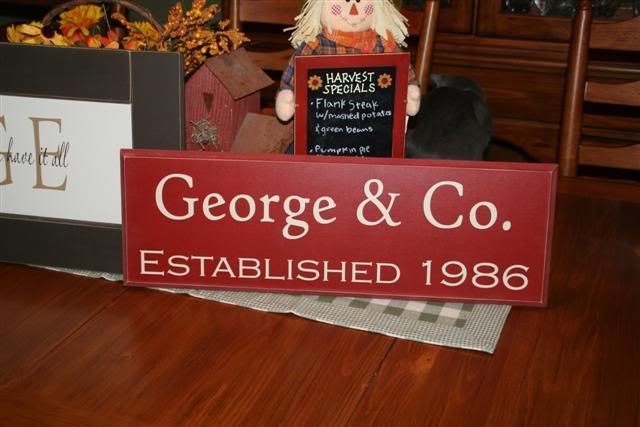 HARVEST
SPECIALS
• Flank Steak
w/mashed potatoes
& green beans
• Pumpkin pie
GE
have it all
George & Co.
ESTABLISHED 1986